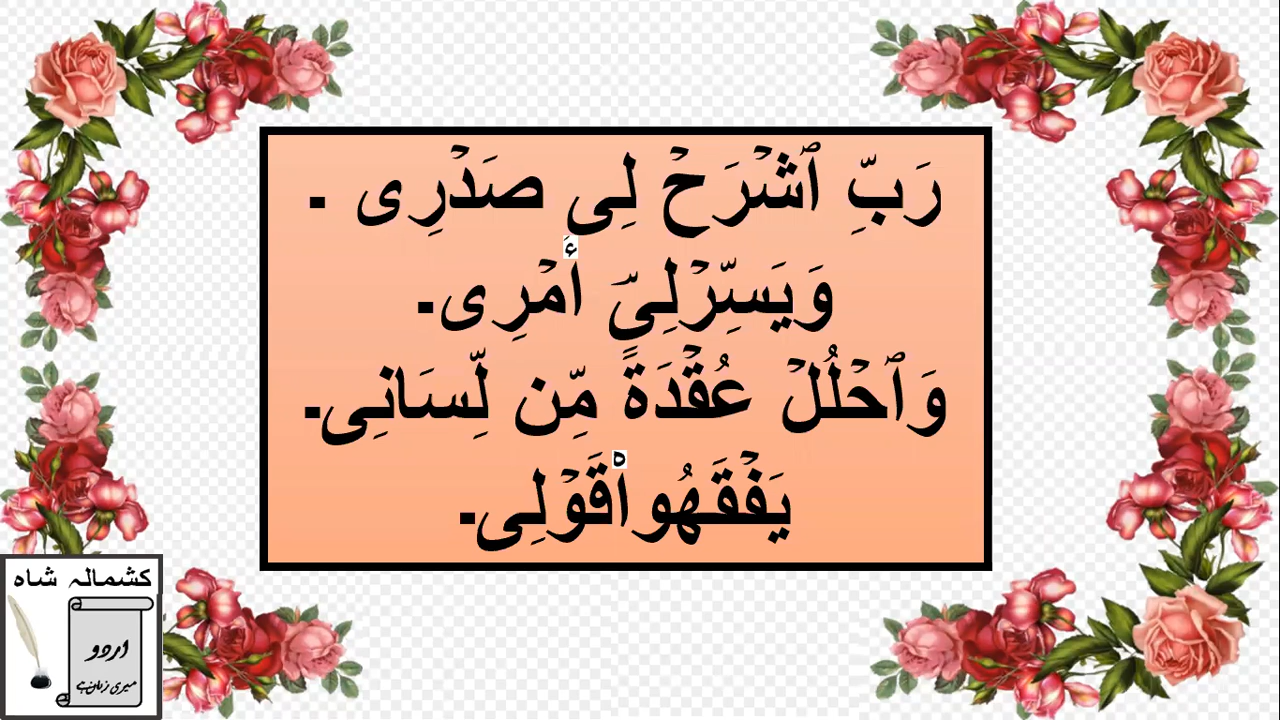 رَبِّ ٱشۡرَحۡ لِی صَدۡرِی ۔
وَیَسِّرۡلِیۤ أَمۡرِی۔
وَٱحۡلُلۡ عُقۡدَةً مِّن لِّسَانِی۔
یَفۡقَهُواْقَوۡلِی۔
کشمالہ شاہ
اردو
میری زبان ہے